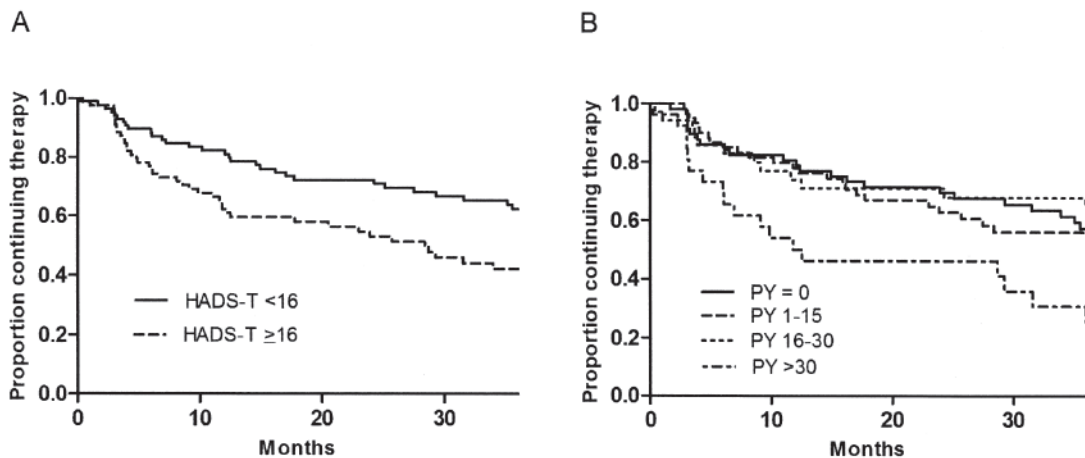 A
Proportion continuing therapy
1.0
0.8
0.6
0.4
0.2
0.0
HADS-T <16
HADS-T ≥16
0
10
20
30
Months
B
Proportion continuing therapy
1.0
0.8
0.6
0.4
0.2
0.0
PY = 0
PY 1-15
PY 16-30
PY >30
0
10
20
30
Months